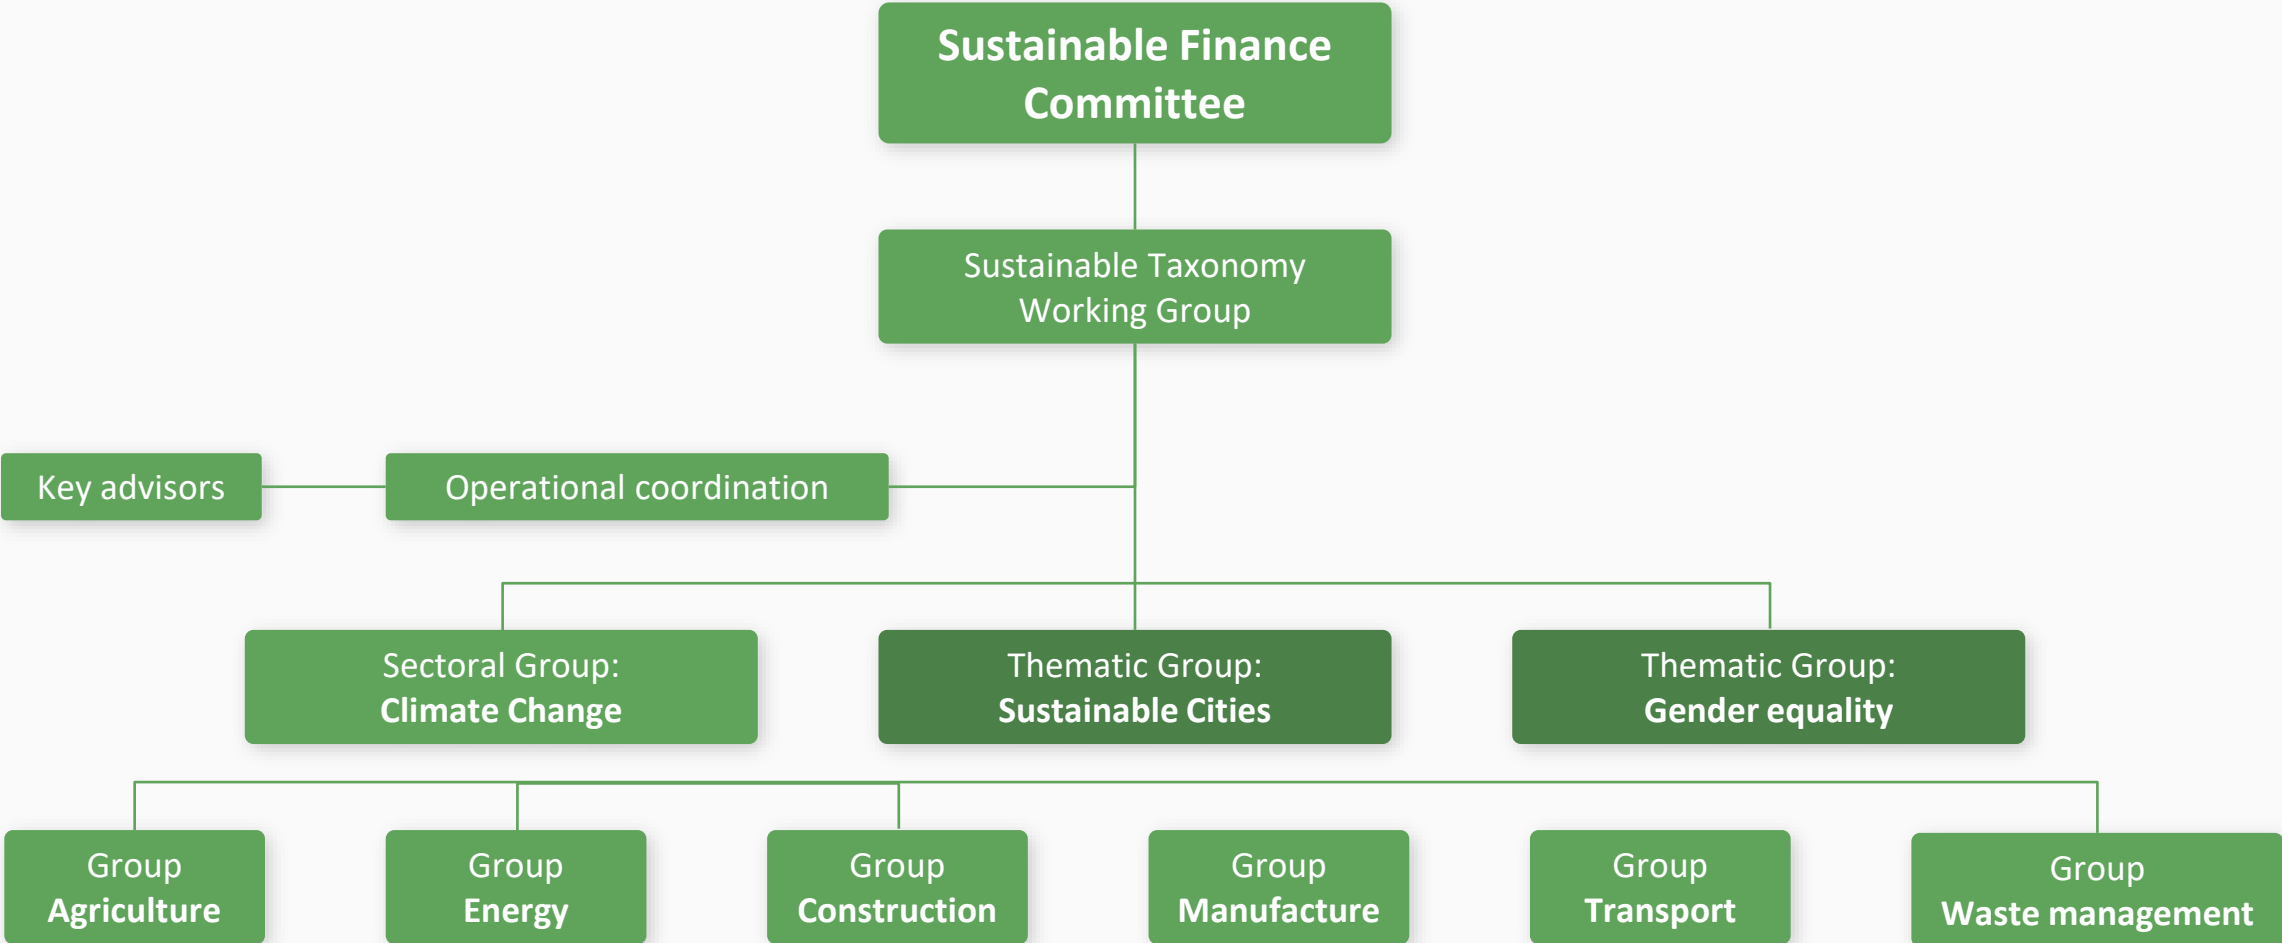 Sustainable Finance
Committee
Sustainable Taxonomy
Working Group
Key advisors
Operational coordination
Sectoral Group:
Climate Change
Thematic Group:
Sustainable Cities
Thematic Group:
Gender equality
Group
Agriculture
Group
Energy
Group
Construction
Group
Manufacture
Group
Transport
Group
Waste management